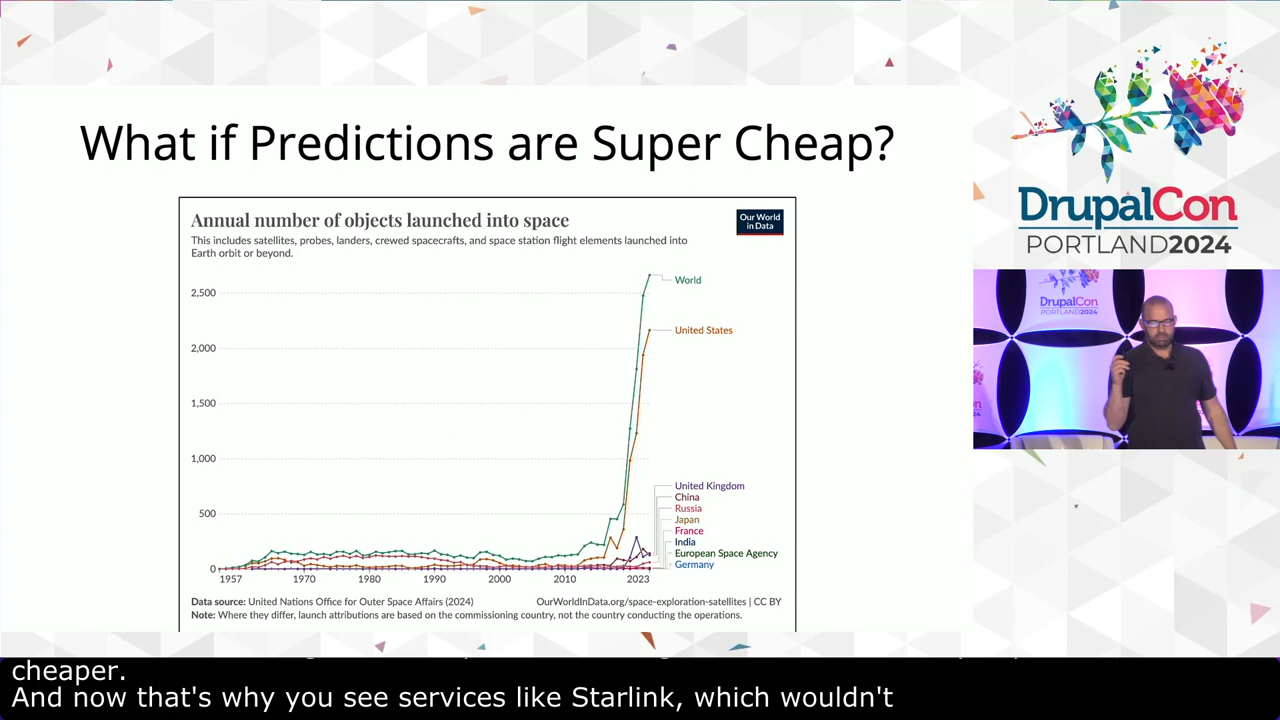 What if Predictions are Super Cheap?
Annual number of objects launched into space
Our World
in Data
This includes satellites, probes, landers, crewed spacecrafts, and space station flight elements launched into
Earth orbit or beyond.
World
2,500
United States
2,000
1,500
1,000
United Kingdom
China
500
Russia
Japan
France
India
European Space Agency
Germany
0
1957 1970 1980 1990 2000 2010 2023
Data source: United Nations Office for Outer Space Affairs (2024) OurWorldInData.org/space-exploration-satellites | CC BY
Note: Where they differ, launch attributions are based on the commissioning country, not the country conducting the operations.
DrupalCon
PORTLAND2024
DrupalCon
PORTLAND2024
cheaper.
And now that's why you see services like Starlink, which wouldn't